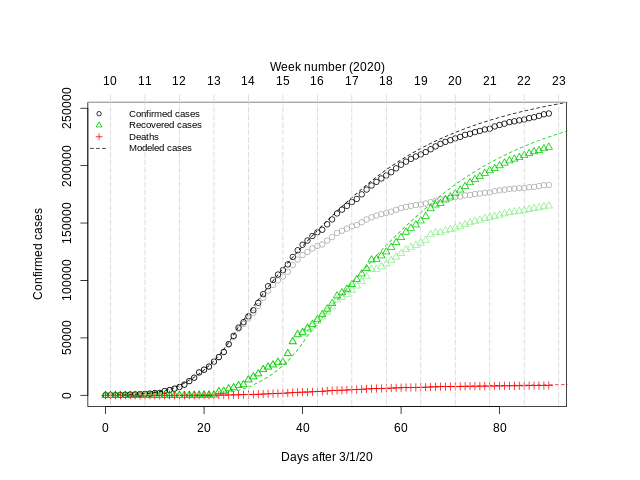 Week number (2020)
10 11 12 13 14 15 16 17 18 19 20 21 22 23
Confirmed cases
Recovered cases
Deaths
Modeled cases
250000
200000
150000
100000
50000
0
Confirmed cases
0 20 40 60 80
Days after 3/1/20